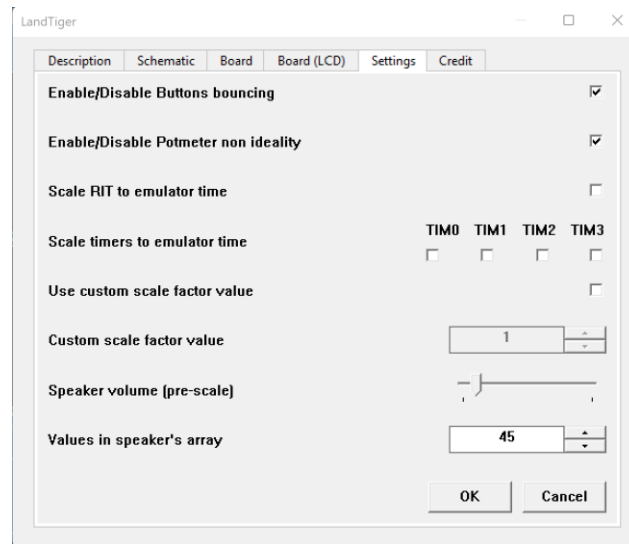 LandTiger
Description Schematic Board Board (LCD) Settings Credit
Enable/Disable Buttons bouncing
Enable/Disable Potmeter non ideality
Scale RIT to emulator time
TIM0 TIM1 TIM2 TIM3
Scale timers to emulator time
Use custom scale factor value
Custom scale factor value 1
Speaker volume (pre-scale)
Values in speaker's array 45
OK Cancel